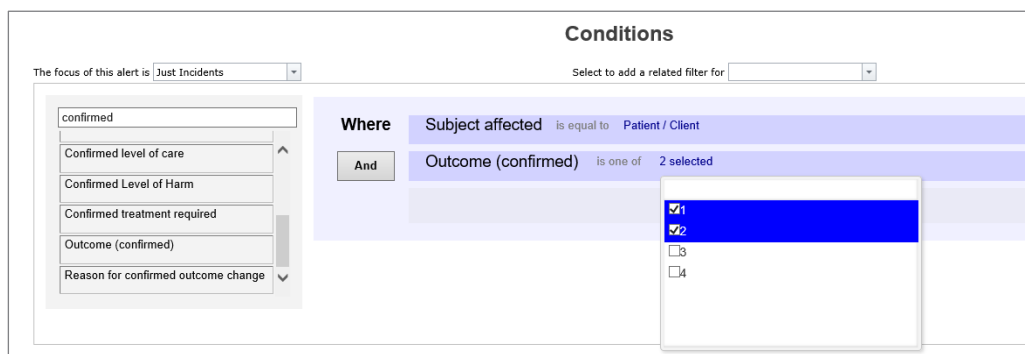 Conditions
The focus of this alert is Just Incidents
Select to add a related filter for
confirmed
Confirmed level of care
Confirmed Level of Harm
Confirmed treatment required
Outcome (confirmed)
Reason for confirmed outcome change
Where Subject affected is equal to Patient / Client
And Outcome (confirmed) is one of 2 selected
1
2
3
4